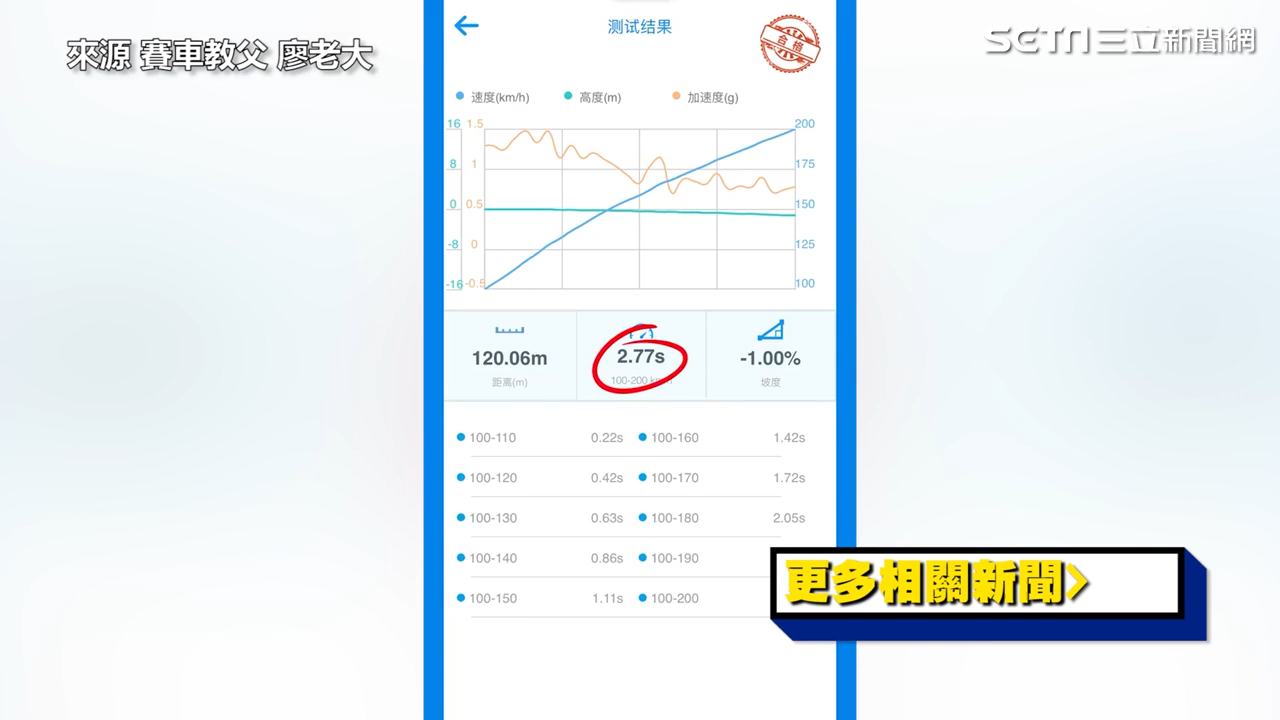 來源 賽車教父 廖老大
测试结果
合格
SETN三立新聞網
速度(km/h) 高度(m) 加速度(g)
16 1.5 200
8 1 175
0 0.5 150
-8 0 125
-16 -0.5 100
120.06m 2.77s -1.00%
距离(m) 100-200 坡度
100-110 0.22s 100-160 1.42s
100-120 0.42s 100-170 1.72s
100-130 0.63s 100-180 2.05s
100-140 0.86s 100-190
100-150 1.11s 100-200
更多相關新聞>